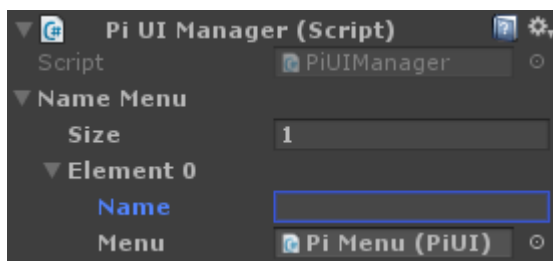 Pi UI Manager (Script)
Script PiUIManager
Name Menu
Size 1
Element 0
Name
Menu Pi Menu (PiUI)